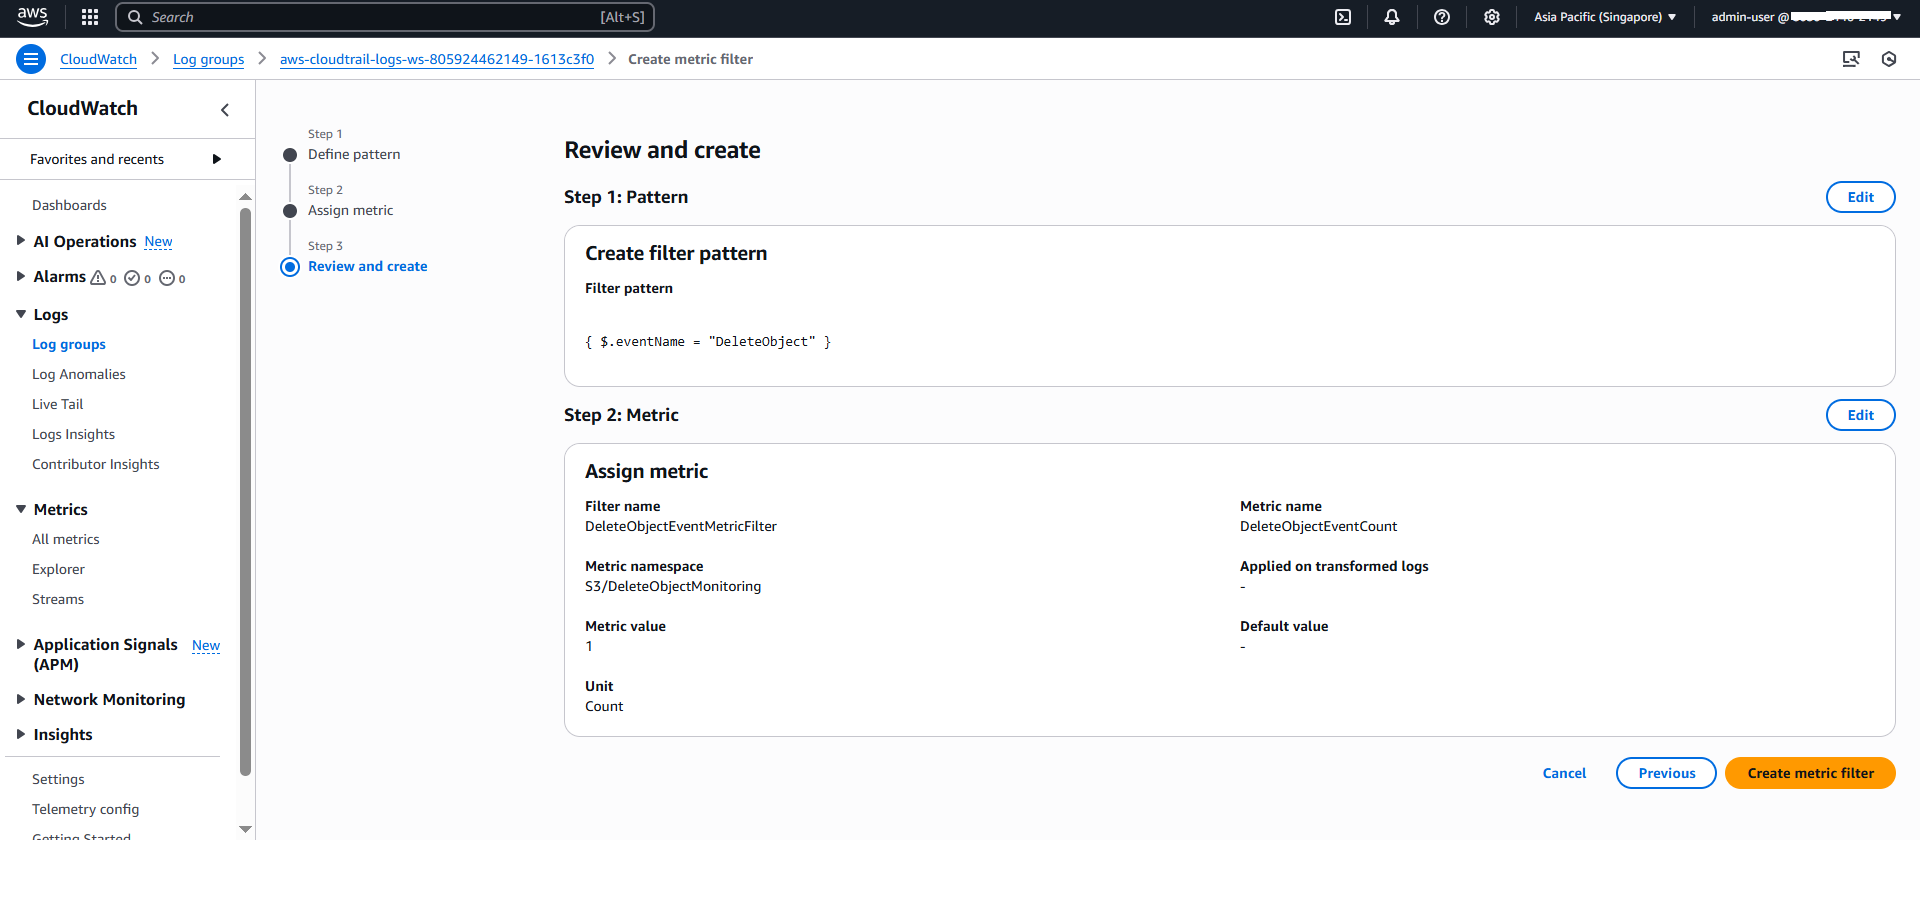 aws
Search [Alt+S]
Asia Pacific (Singapore)
admin-user @
CloudWatch
Log groups
aws-cloudtrail-logs-ws-805924462149-1613c3f0
Create metric filter
CloudWatch
Favorites and recents
Dashboards
AI Operations New
Alarms 0 0 0
Logs
Log groups
Log Anomalies
Live Tail
Logs Insights
Contributor Insights
Metrics
All metrics
Explorer
Streams
Application Signals New
(APM)
Network Monitoring
Insights
Settings
Telemetry config
Getting Started
Step 1
Define pattern
Step 2
Assign metric
Step 3
Review and create
Review and create
Step 1: Pattern
Edit
Create filter pattern
Filter pattern
{ $.eventName = "DeleteObject" }
Step 2: Metric
Edit
Assign metric
Filter name
DeleteObjectEventMetricFilter
Metric name
DeleteObjectEventCount
Metric namespace
S3/DeleteObjectMonitoring
Applied on transformed logs
-
Metric value
1
Default value
-
Unit
Count
Cancel
Previous
Create metric filter